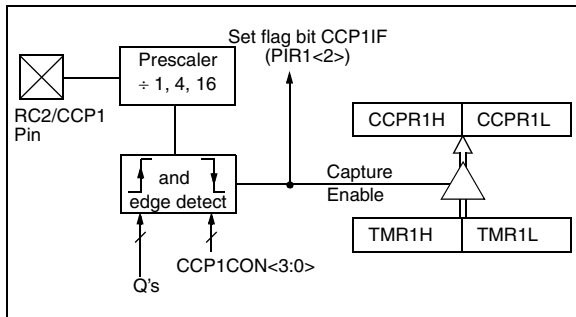 Set flag bit CCP1IF
(PIR1<2>)
Prescaler
÷ 1, 4, 16
RC2/CCP1
Pin
CCPR1H
CCPR1L
and
edge detect
Capture
Enable
TMR1H
TMR1L
CCP1CON<3:0>
Q's